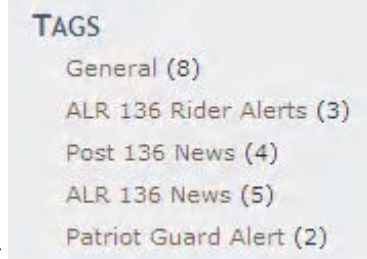 TAGS
General (8)
ALR 136 Rider Alerts (3)
Post 136 News (4)
ALR 136 News (5)
Patriot Guard Alert (2)